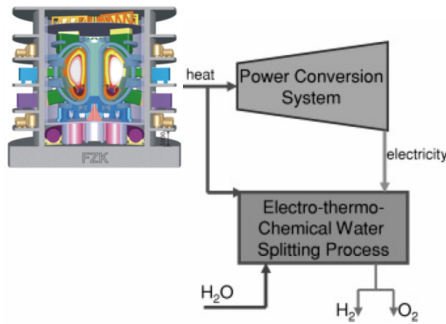 heat
Power Conversion
System
FZK
electricity
Electro-thermo-
Chemical Water
Splitting Process
H₂O
H₂
O₂